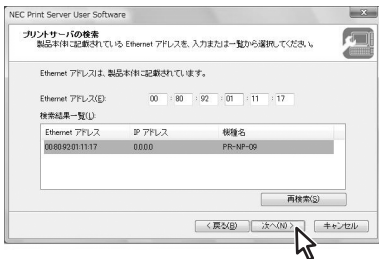 NEC Print Server User Software
プリントサーバの検索
製品本体に記載されている Ethernet アドレスを、入力または一覧から選択してください。
Ethernet アドレスは、製品本体に記載されています。
Ethernet アドレス(E): 00 : 80 : 92 : 01 : 11 : 17
検索結果一覧(L):
Ethernet アドレス IP アドレス 機種名
00:80:92:01:11:17 0.0.0.0 PR-NP-09
再検索(S)
< 戻る(B) 次へ(N) > キャンセル